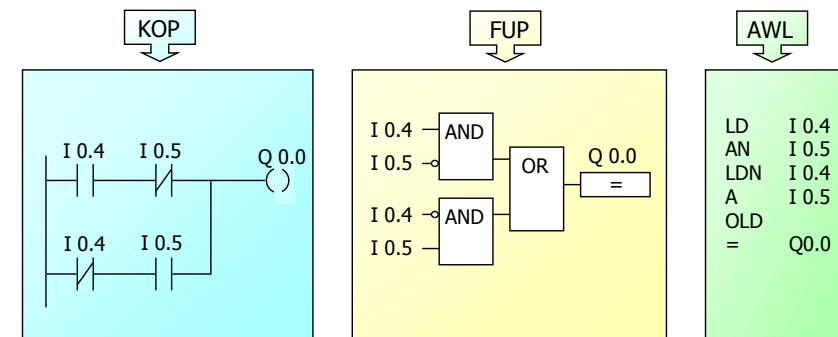 KOP
I 0.4 I 0.5 Q 0.0
I 0.4 I 0.5
FUP
I 0.4 AND
I 0.5
OR Q 0.0
=
I 0.4 AND
I 0.5
AWL
LD I 0.4
AN I 0.5
LDN I 0.4
A I 0.5
OLD
= Q0.0